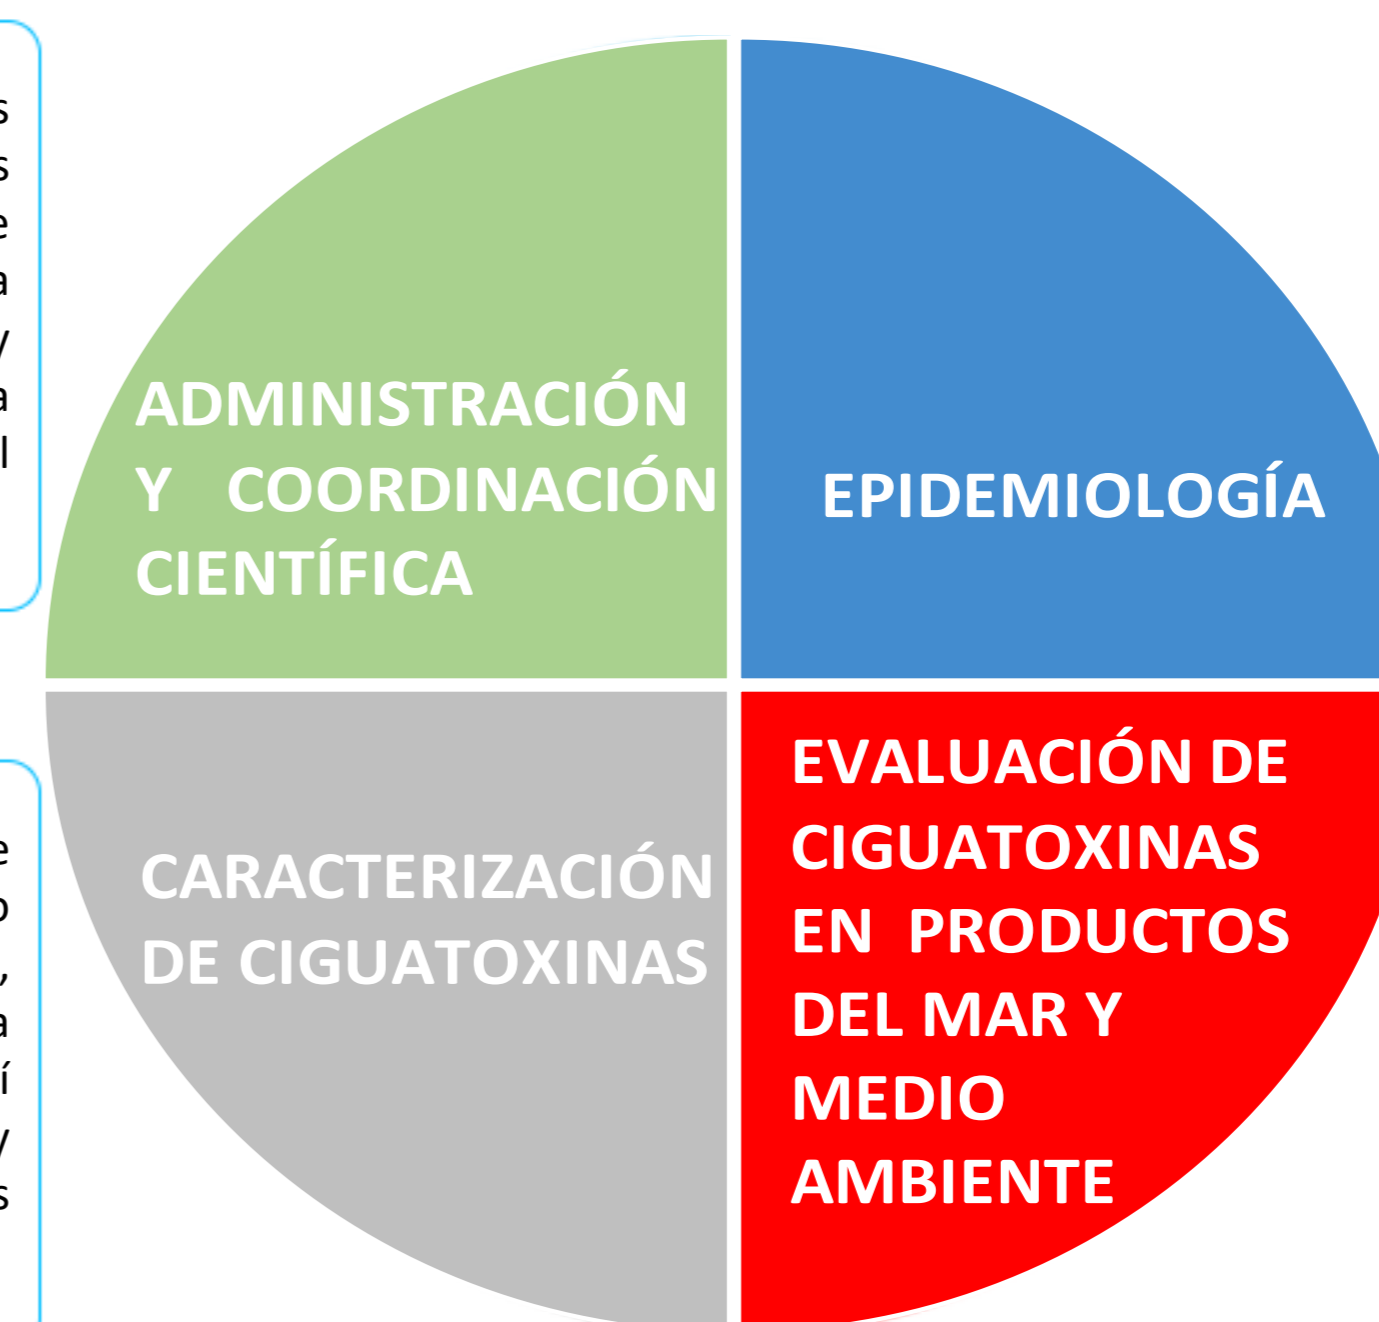 ADMINISTRACIÓN
Y COORDINACIÓN
CIENTÍFICA
EPIDEMIOLOGÍA
CARACTERIZACIÓN
DE CIGUATOXINAS
EVALUACIÓN DE
CIGUATOXINAS
EN PRODUCTOS
DEL MAR Y
MEDIO
AMBIENTE